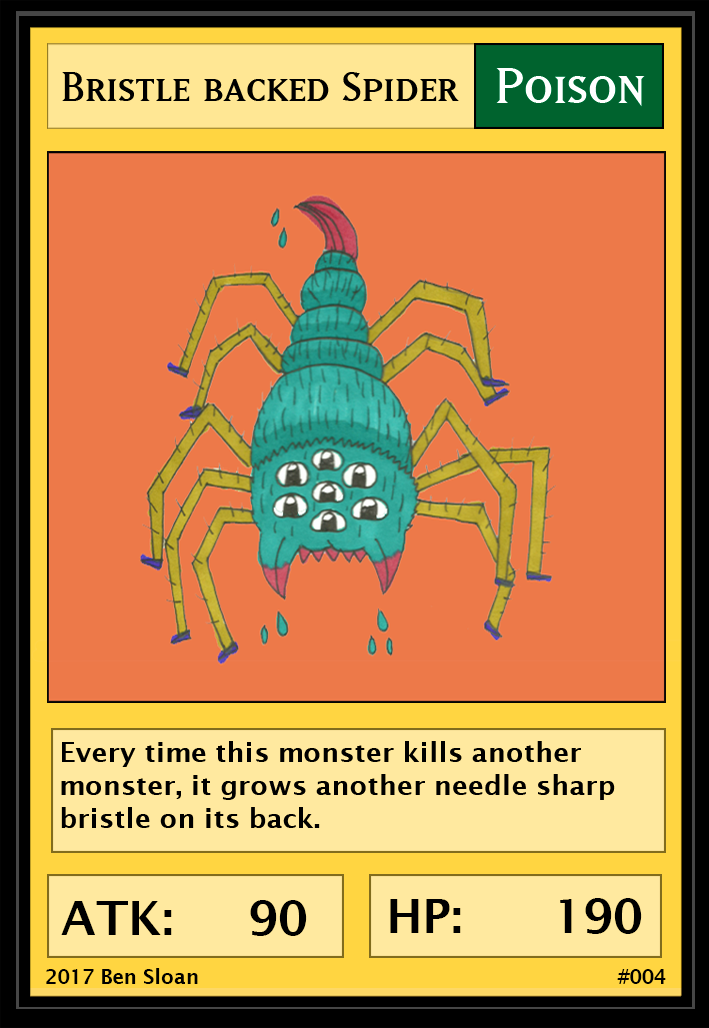 Bristle backed Spider
Poison
Every time this monster kills another
monster, it grows another needle sharp
bristle on its back.
ATK: 90
HP: 190
2017 Ben Sloan
#004